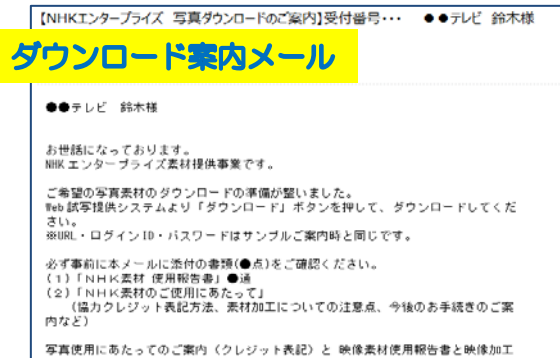 【NHKエンタープライズ 写真ダウンロードのご案内】受付番号・・・ ●●テレビ 鈴木様
ダウンロード案内メール
●●テレビ 鈴木様
お世話になっております。
NHKエンタープライズ素材提供事業です。
ご希望の写真素材のダウンロードの準備が整いました。
Web試写提供システムより「ダウンロード」ボタンを押して、ダウンロードしてくだ
さい。
※URL・ログインID・パスワードはサンプルご案内時と同じです。
必ず事前に本メールに添付の書類(●点)をご確認ください。
(1)「NHK素材 使用報告書」●通
(2)「NHK素材のご使用にあたって」
(協力クレジット表記方法、素材加工についての注意点、今後のお手続きのご案
内など)
写真使用にあたってのご案内(クレジット表記)と 映像素材使用報告書と映像加工